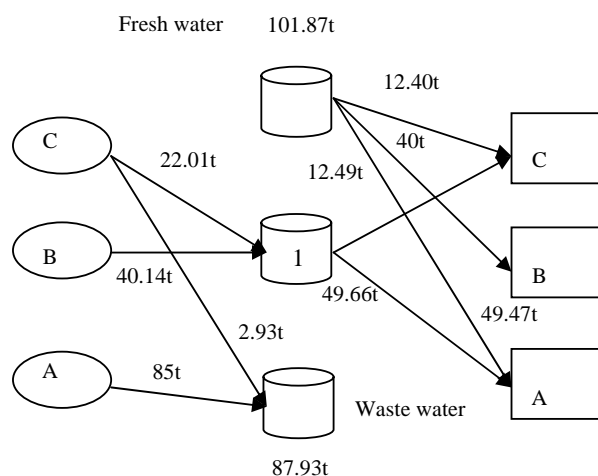 Fresh water
101.87t
12.40t
C
22.01t
40t
C
12.49t
B
1
B
40.14t
49.66t
49.47t
2.93t
A
85t
Waste water
A
87.93t